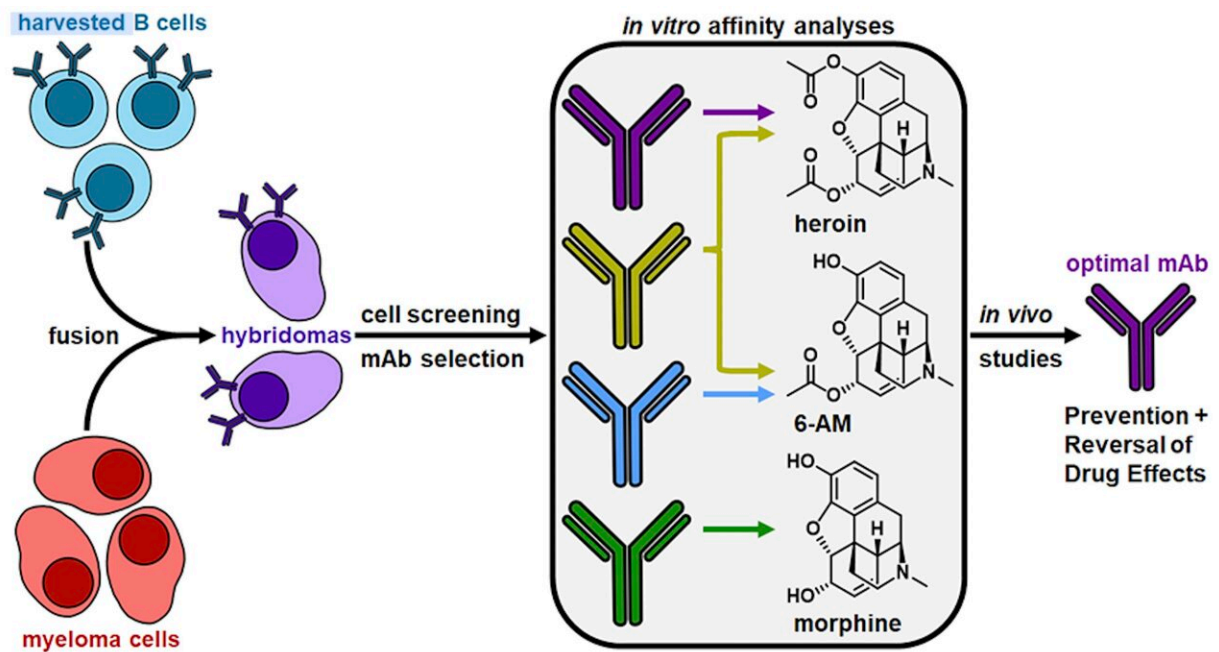 harvested B cells
fusion
myeloma cells
hybridomas
cell screening
mAb selection
in vitro affinity analyses
O
O
O
H
O
O
N
heroin
HO
O
H
O
O
N
6-AM
HO
O
H
N
HO
morphine
in vivo
studies
optimal mAb
Prevention +
Reversal of
Drug Effects